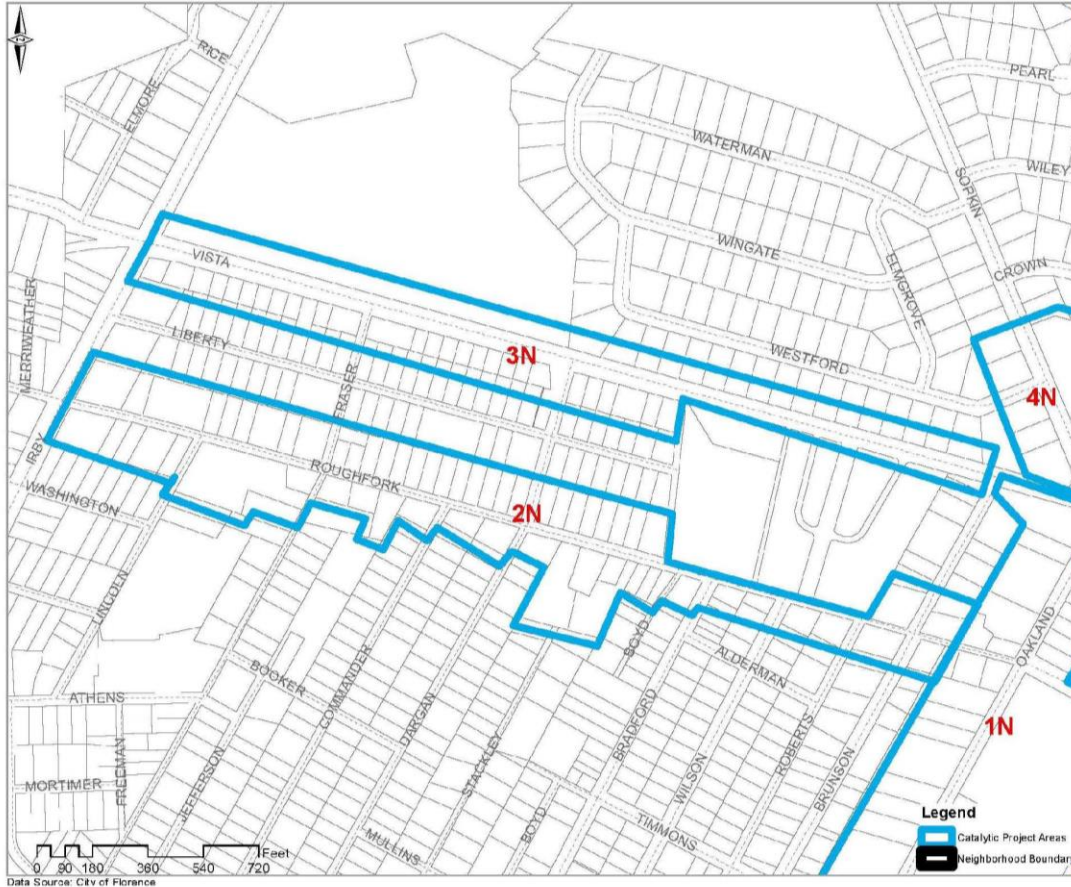 RICE
ELMORE
PEARL
WATERMAN
SOPKIN
WILEY
WINGATE
VISTA
ELMGROVE
CROWN
MERRIWEATHER
LIBERTY
3N
WESTFORD
FRASER
4N
IRBY
ROUGHFORK
WASHINGTON
2N
LINCOLN
OAKLAND
BOYD
ALDERMAN
BOOKER
ATHENS
COMMANDER
DARGAN
BRADFORD
1N
FREEMAN
STACKLEY
WILSON
ROBERTS
BRUNSON
MORTIMER
JEFFERSON
Legend
Catalytic Project Areas
Neighborhood Boundary
BOYD
TIMMONS
MULLINS
Feet
0 90 180 360 540 720
Data Source: City of Florence